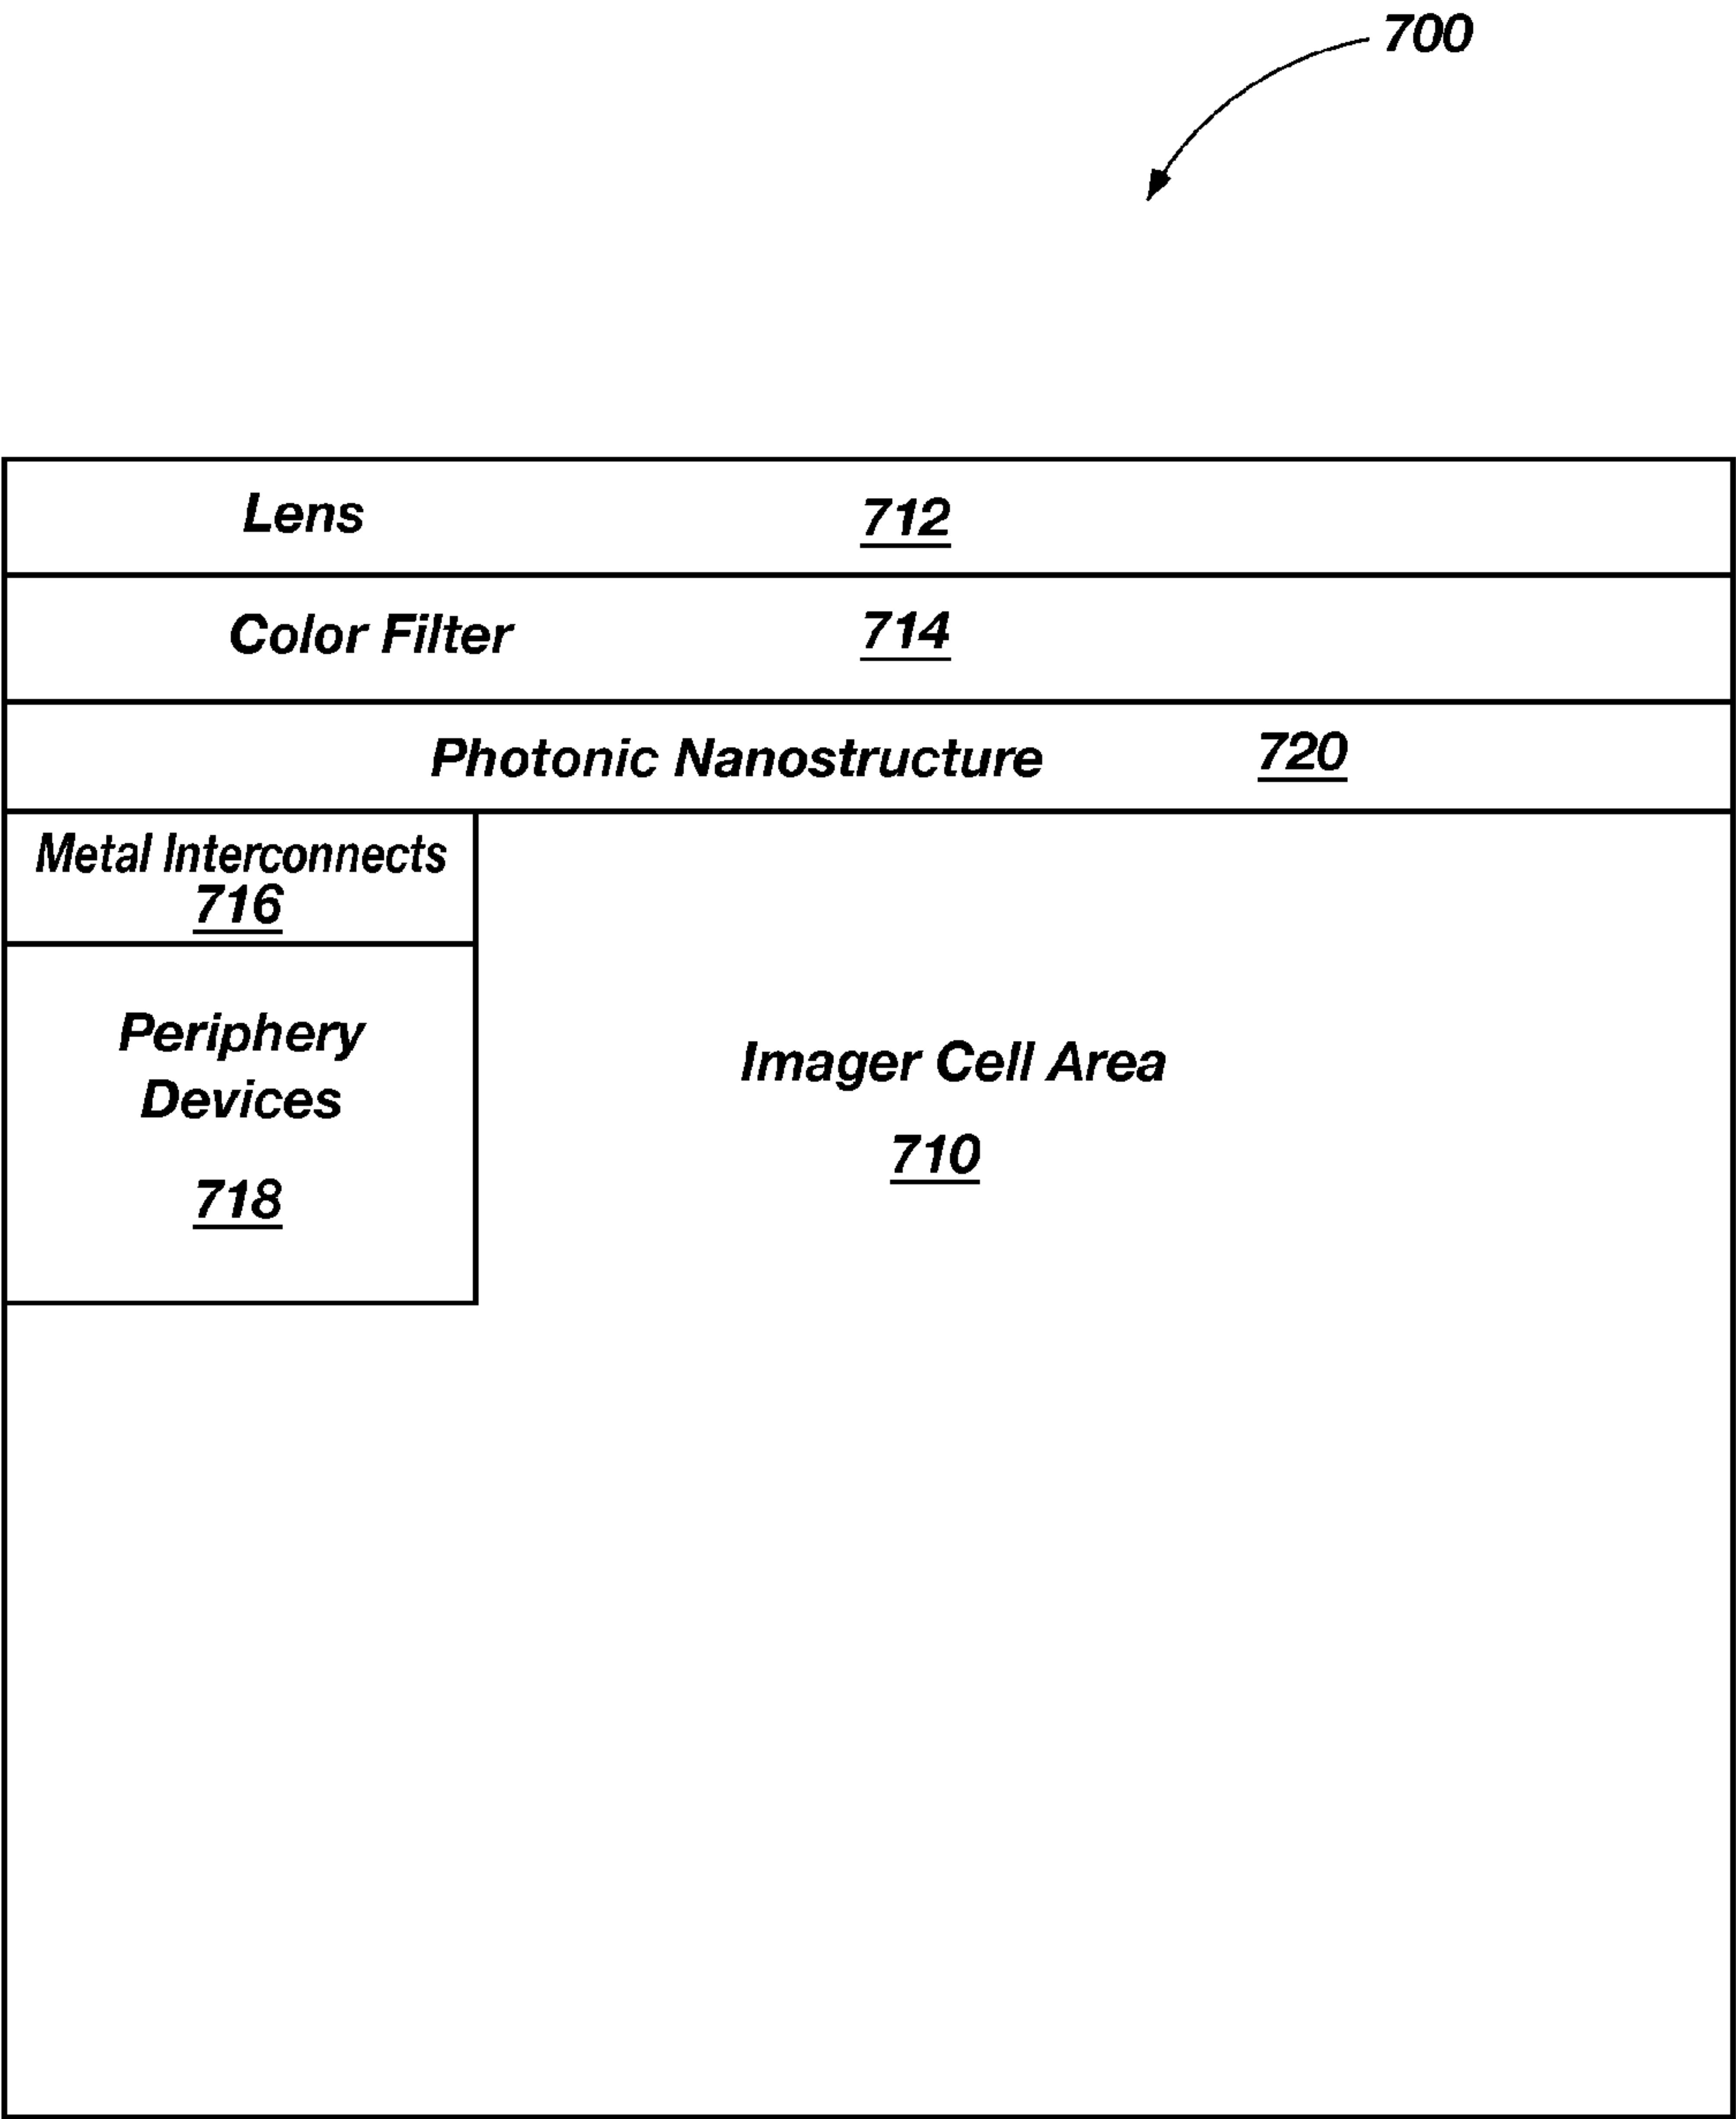 700
Lens 712
Color Filter 714
Photonic Nanostructure 720
Metal Interconnects
716
Periphery
Devices
718
Imager Cell Area
710